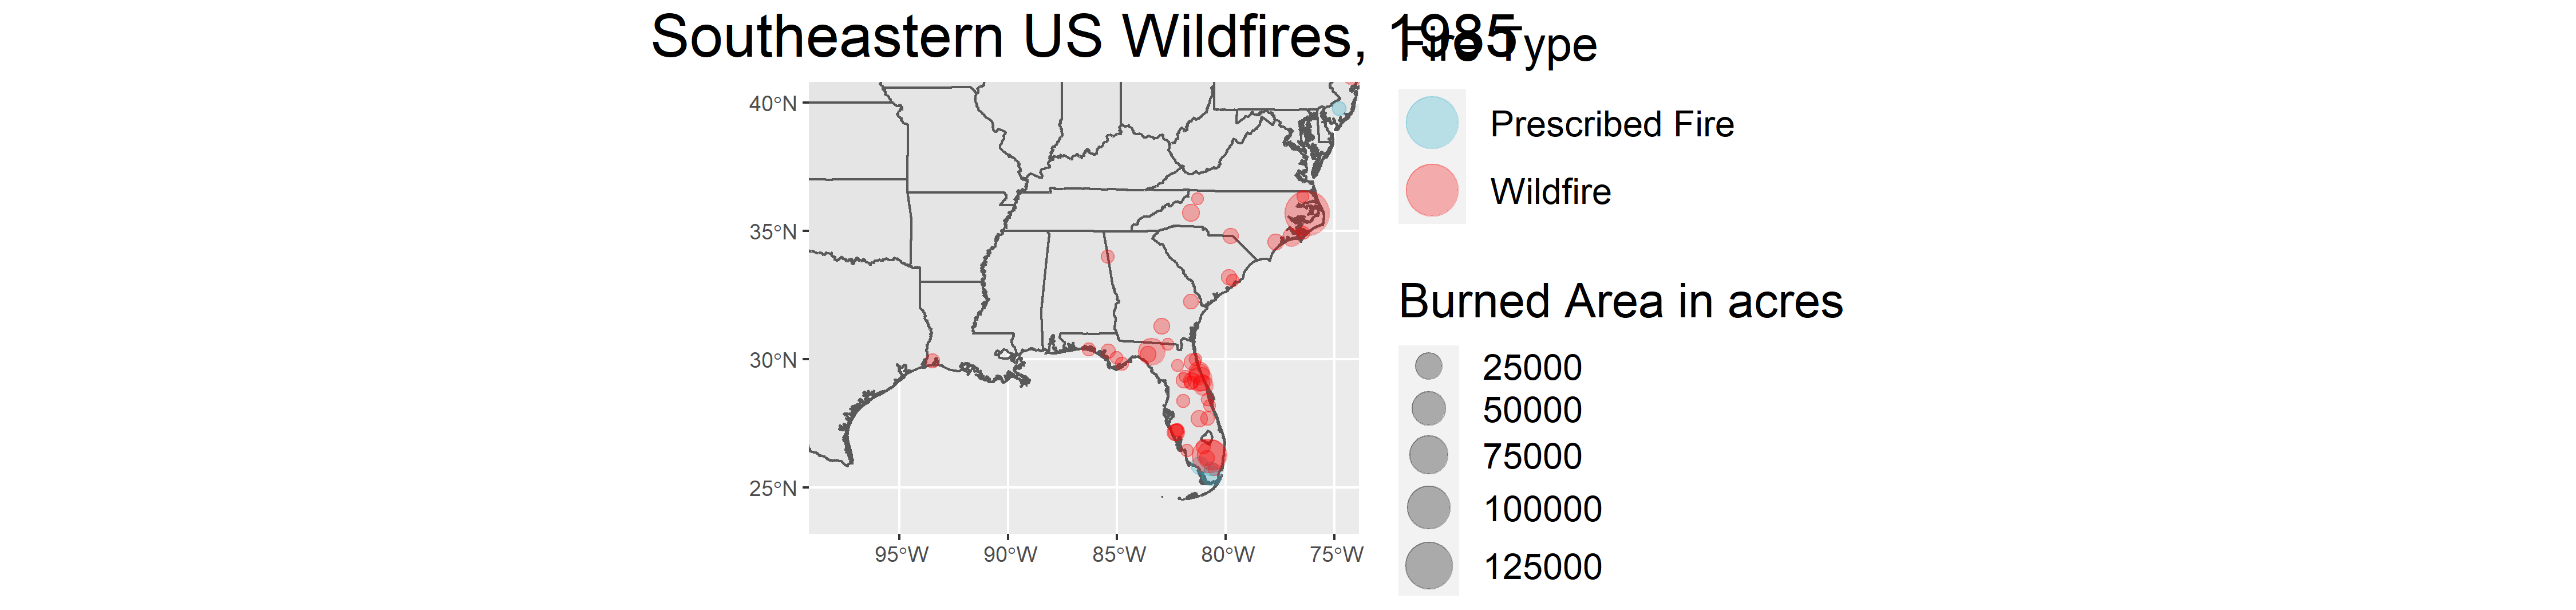 Southeastern US Wildfires, 1985
Fire Type
Prescribed Fire
Wildfire
Burned Area in acres
25000
50000
75000
100000
125000
40°N
35°N
30°N
25°N
95°W
90°W
85°W
80°W
75°W